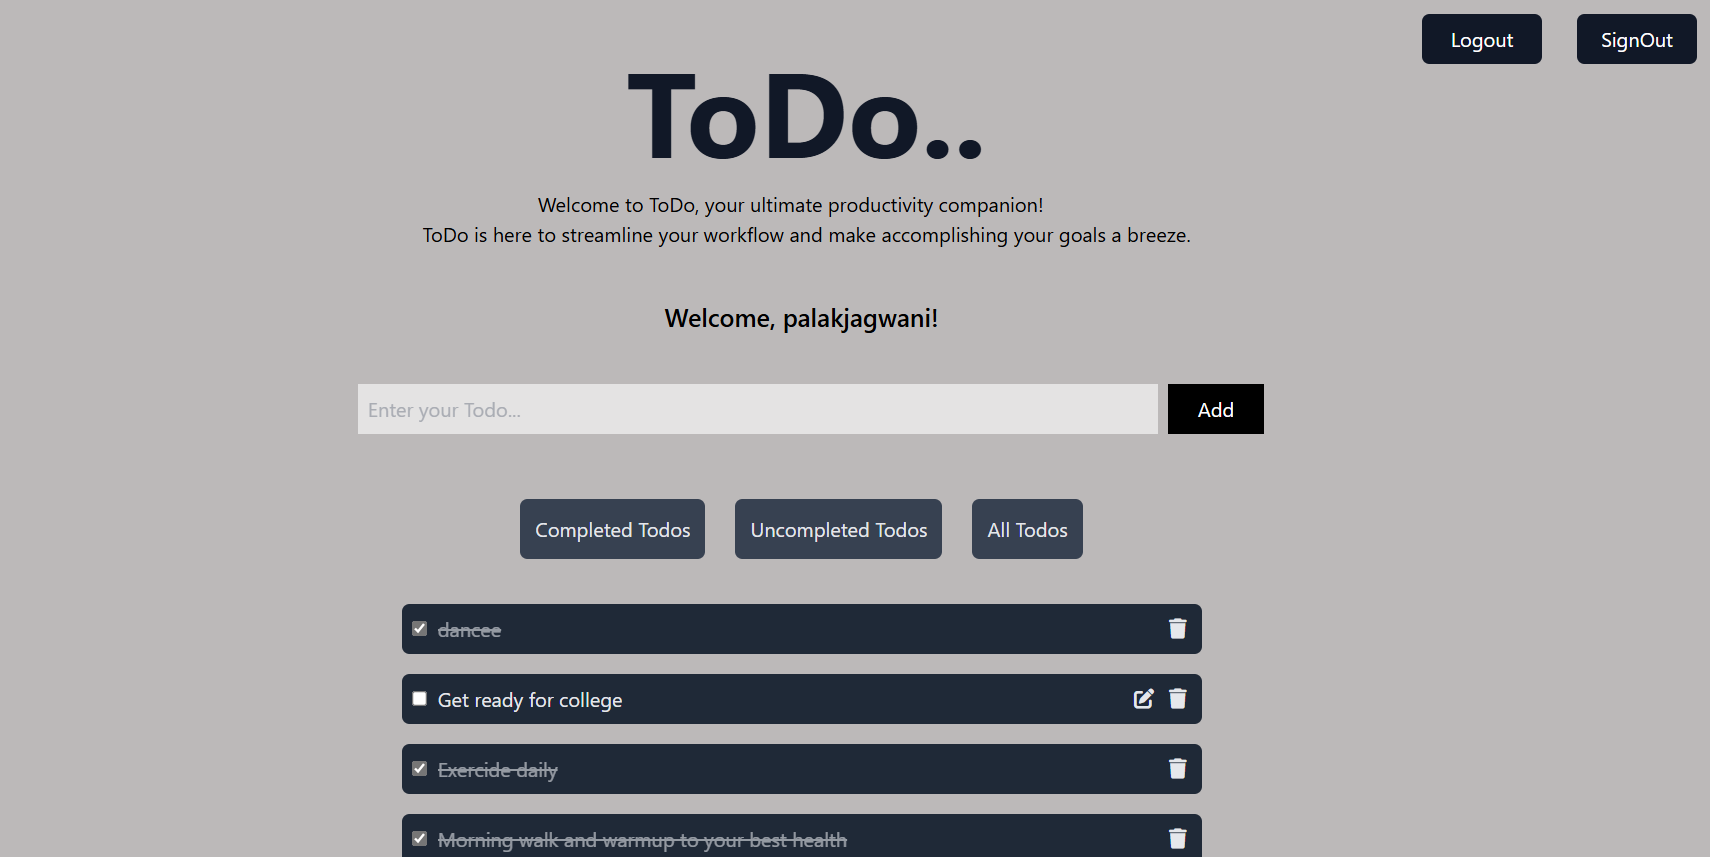 Logout SignOut
ToDo..
Welcome to ToDo, your ultimate productivity companion!
ToDo is here to streamline your workflow and make accomplishing your goals a breeze.
Welcome, palakjagwani!
Enter your Todo... Add
Completed Todos Uncompleted Todos All Todos
dancee
Get ready for college
Exercide daily
Morning walk and warmup to your best health